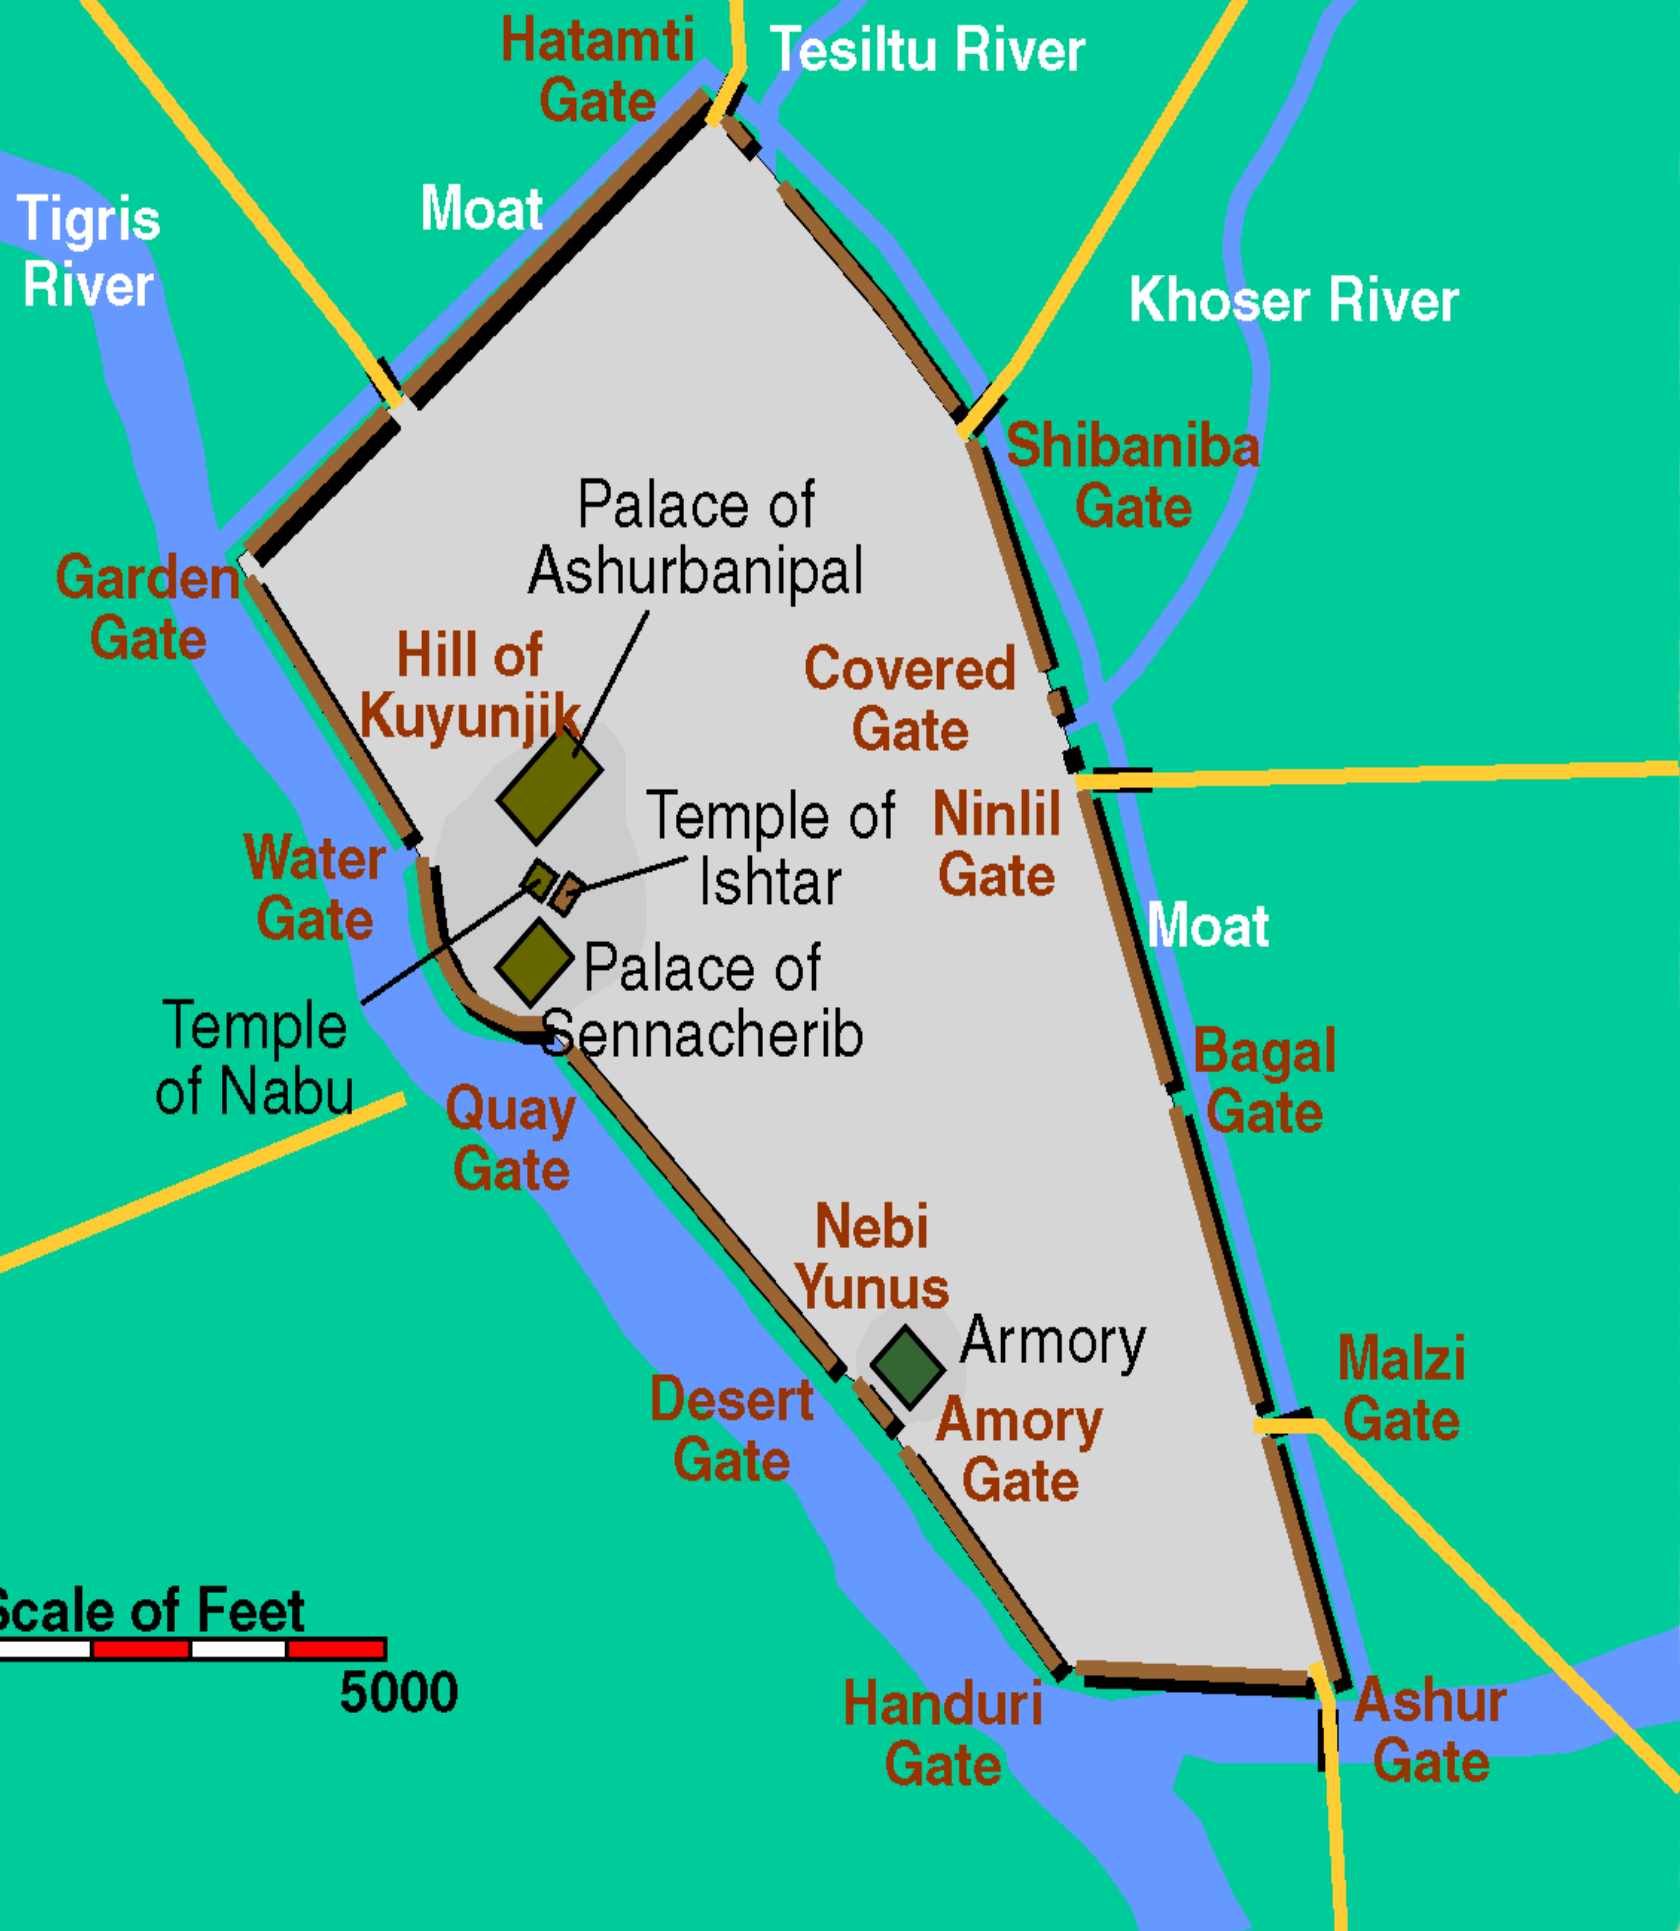 Hatamti
Gate
Tesiltu River
Tigris
River
Moat
Khoser River
Shibaniba
Gate
Palace of
Ashurbanipal
Garden
Gate
Hill of
Kuyunjik
Covered
Gate
Temple of
Ishtar
Ninlil
Gate
Water
Gate
Moat
Palace of
Sennacherib
Temple
of Nabu
Bagal
Gate
Quay
Gate
Nebi
Yunus
Armory
Malzi
Gate
Desert
Gate
Amory
Gate
Scale of Feet
5000
Handuri
Gate
Ashur
Gate